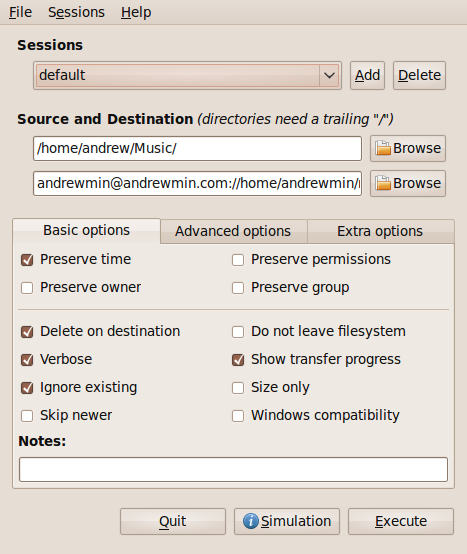 File Sessions Help
Sessions
default Add Delete
Source and Destination (directories need a trailing "/")
/home/andrew/Music/ Browse
andrewmin@andrewmin.com://home/andrewmin/ Browse
Basic options Advanced options Extra options
Preserve time Preserve permissions
Preserve owner Preserve group
Delete on destination Do not leave filesystem
Verbose Show transfer progress
Ignore existing Size only
Skip newer Windows compatibility
Notes:
Quit Simulation Execute